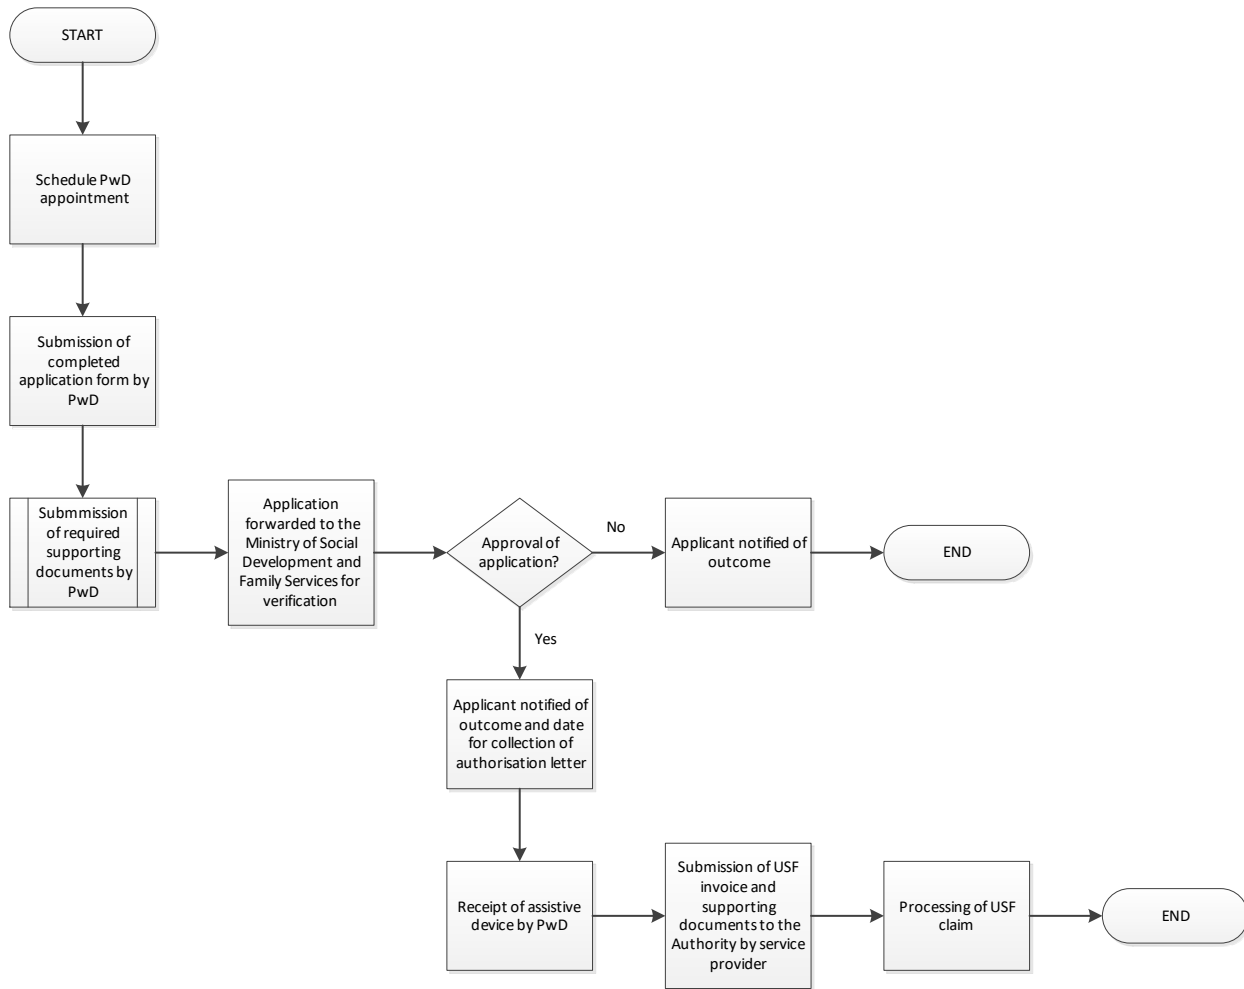 START
Schedule PwD
appointment
Submission of
completed
application form by
PwD
Submmission
of required
supporting
documents by
PwD
Application
forwarded to the
Ministry of Social
Development and
Family Services for
verification
Approval of
application?
No
Applicant notified of
outcome
END
Yes
Applicant notified of
outcome and date
for collection of
authorisation letter
Receipt of assistive
device by PwD
Submission of USF
invoice and
supporting
documents to the
Authority by service
provider
Processing of USF
claim
END